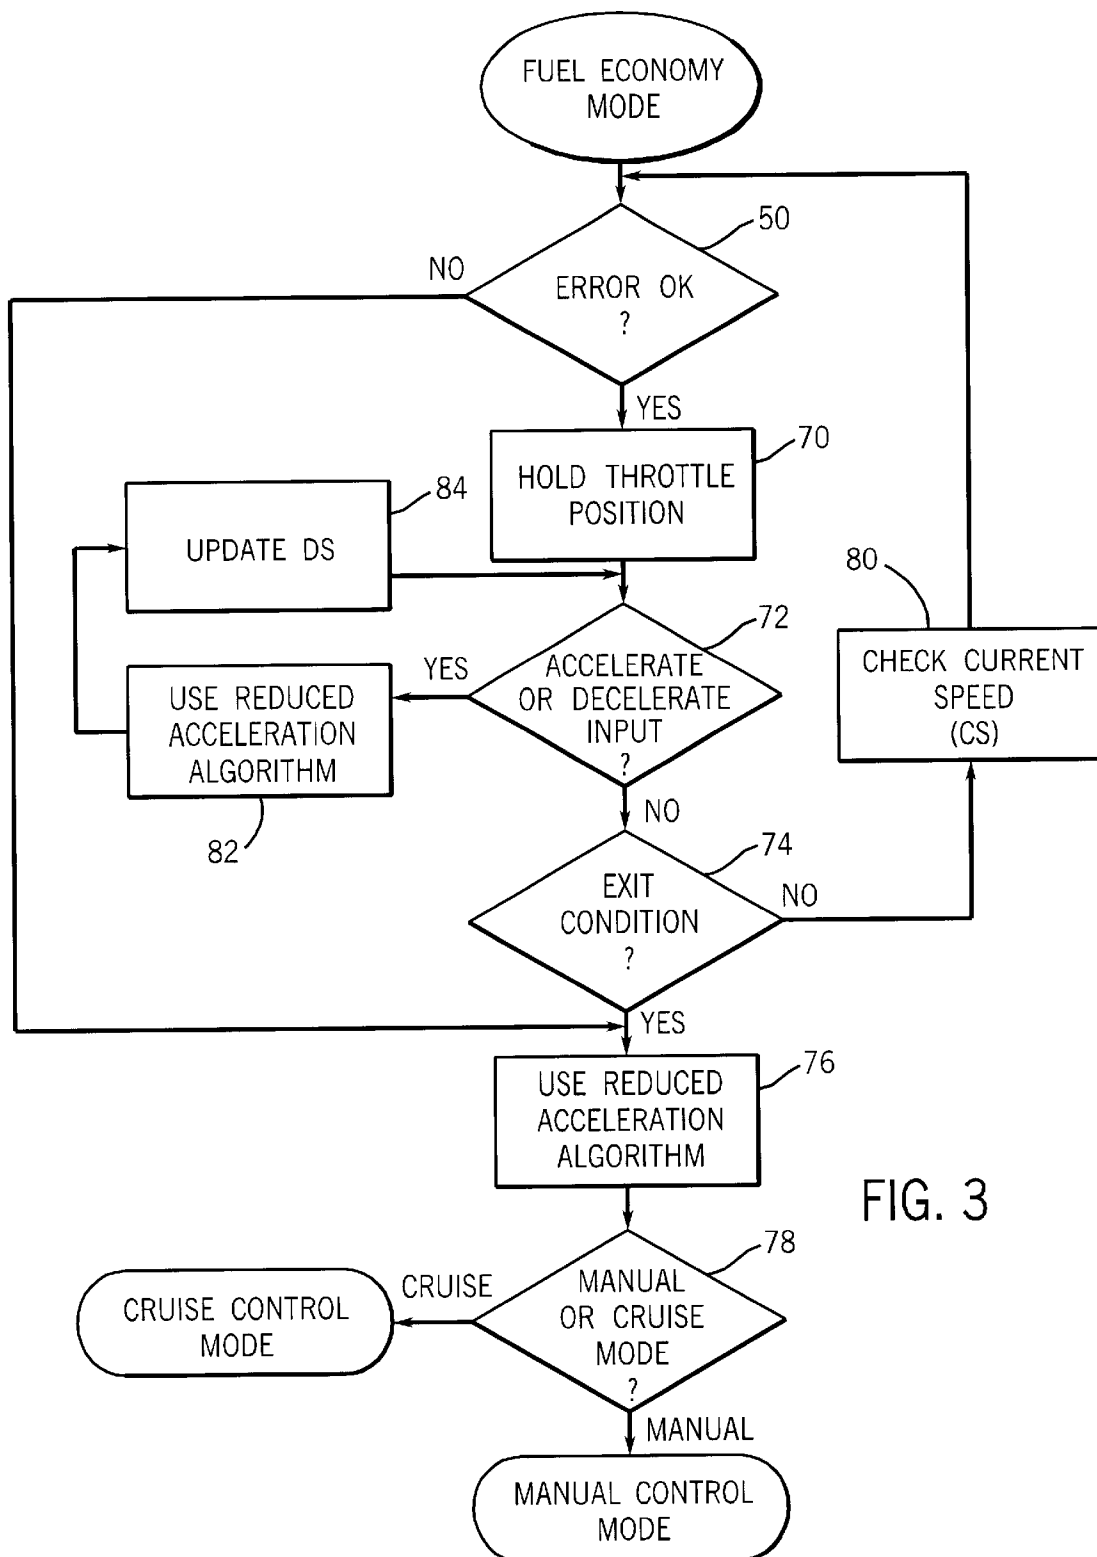 FUEL ECONOMY
MODE
50
NO
ERROR OK
?
YES
70
HOLD THROTTLE
POSITION
84
UPDATE DS
80
72
CHECK CURRENT
SPEED
(CS)
YES
ACCELERATE
OR DECELERATE
INPUT
?
USE REDUCED
ACCELERATION
ALGORITHM
82
NO
74
EXIT
CONDITION
?
NO
YES
76
USE REDUCED
ACCELERATION
ALGORITHM
FIG. 3
78
CRUISE
MANUAL
OR CRUISE
MODE
?
CRUISE CONTROL
MODE
MANUAL
MANUAL CONTROL
MODE